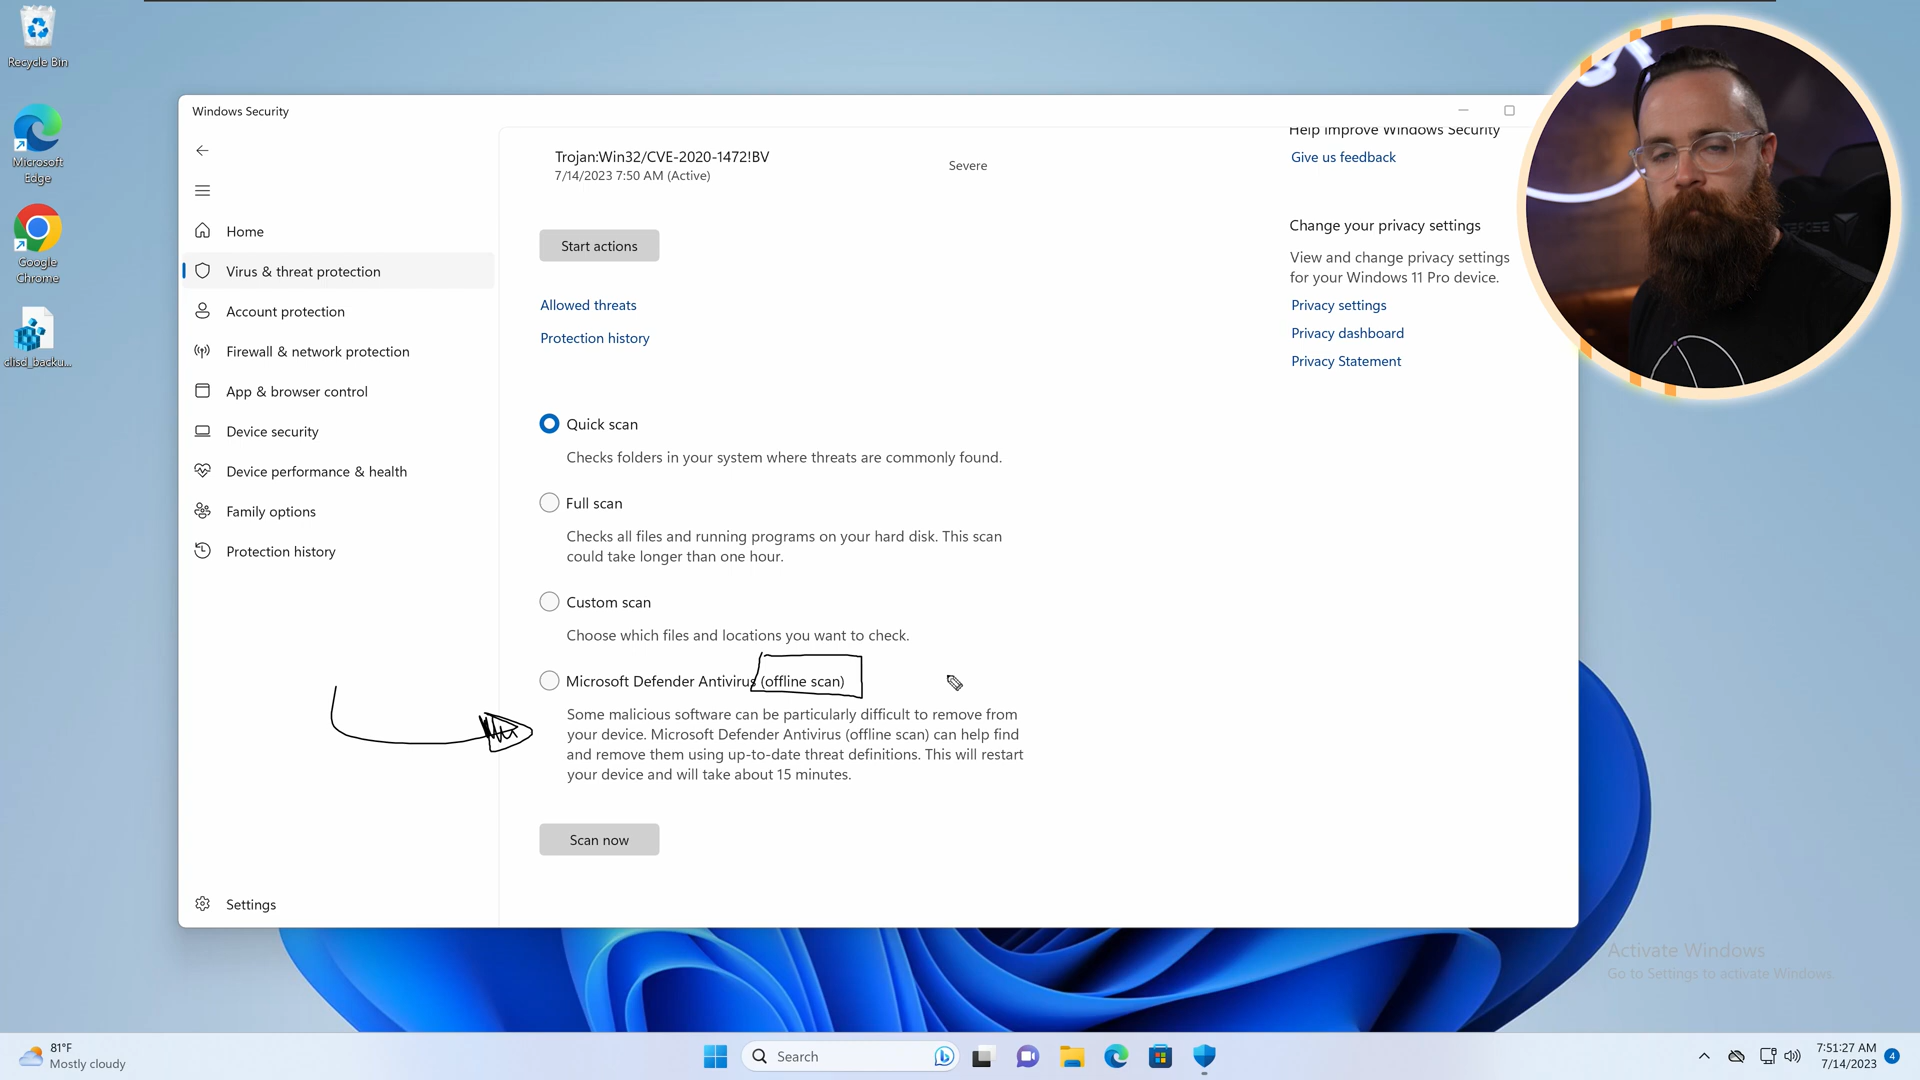 Recycle Bin
Microsoft
Edge
Google
Chrome
Windows Security
Home
Virus & threat protection
Account protection
Firewall & network protection
App & browser control
Device security
Device performance & health
Family options
Protection history
Settings
Trojan:Win32/CVE-2020-1472!BV
7/14/2023 7:50 AM (Active)
Severe
Start actions
Allowed threats
Protection history
Quick scan
Checks folders in your system where threats are commonly found.
Full scan
Checks all files and running programs on your hard disk. This scan
could take longer than one hour.
Custom scan
Choose which files and locations you want to check.
Microsoft Defender Antivirus (offline scan)
Some malicious software can be particularly difficult to remove from
your device. Microsoft Defender Antivirus (offline scan) can help find
and remove them using up-to-date threat definitions. This will restart
your device and will take about 15 minutes.
Scan now
Help improve Windows Security
Give us feedback
Change your privacy settings
View and change privacy settings
for your Windows 11 Pro device.
Privacy settings
Privacy dashboard
Privacy Statement
Activate Windows
Go to Settings to activate Windows.
81°F
Mostly cloudy
Search
7:51:27 AM
7/14/2023
4